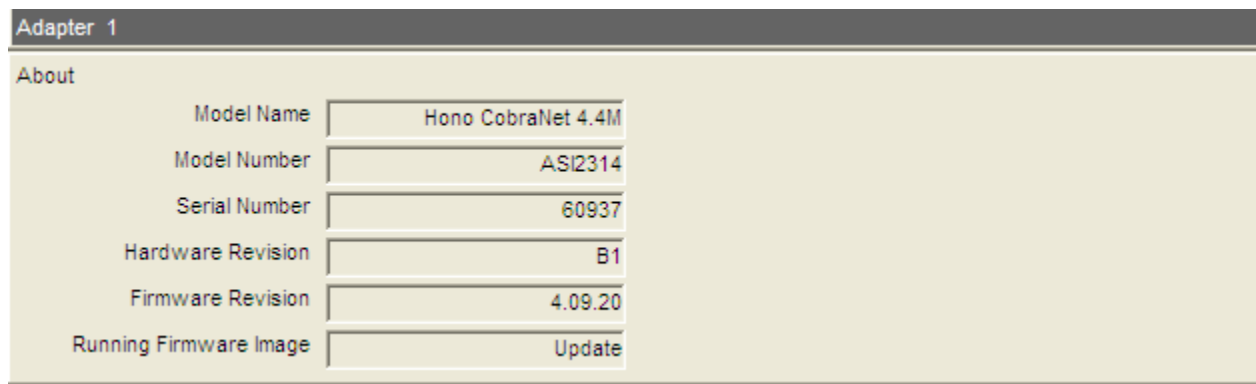 Adapter 1
About
Model Name Hono CobraNet 4.4M
Model Number ASI2314
Serial Number 60937
Hardware Revision B1
Firmware Revision 4.09.20
Running Firmware Image Update